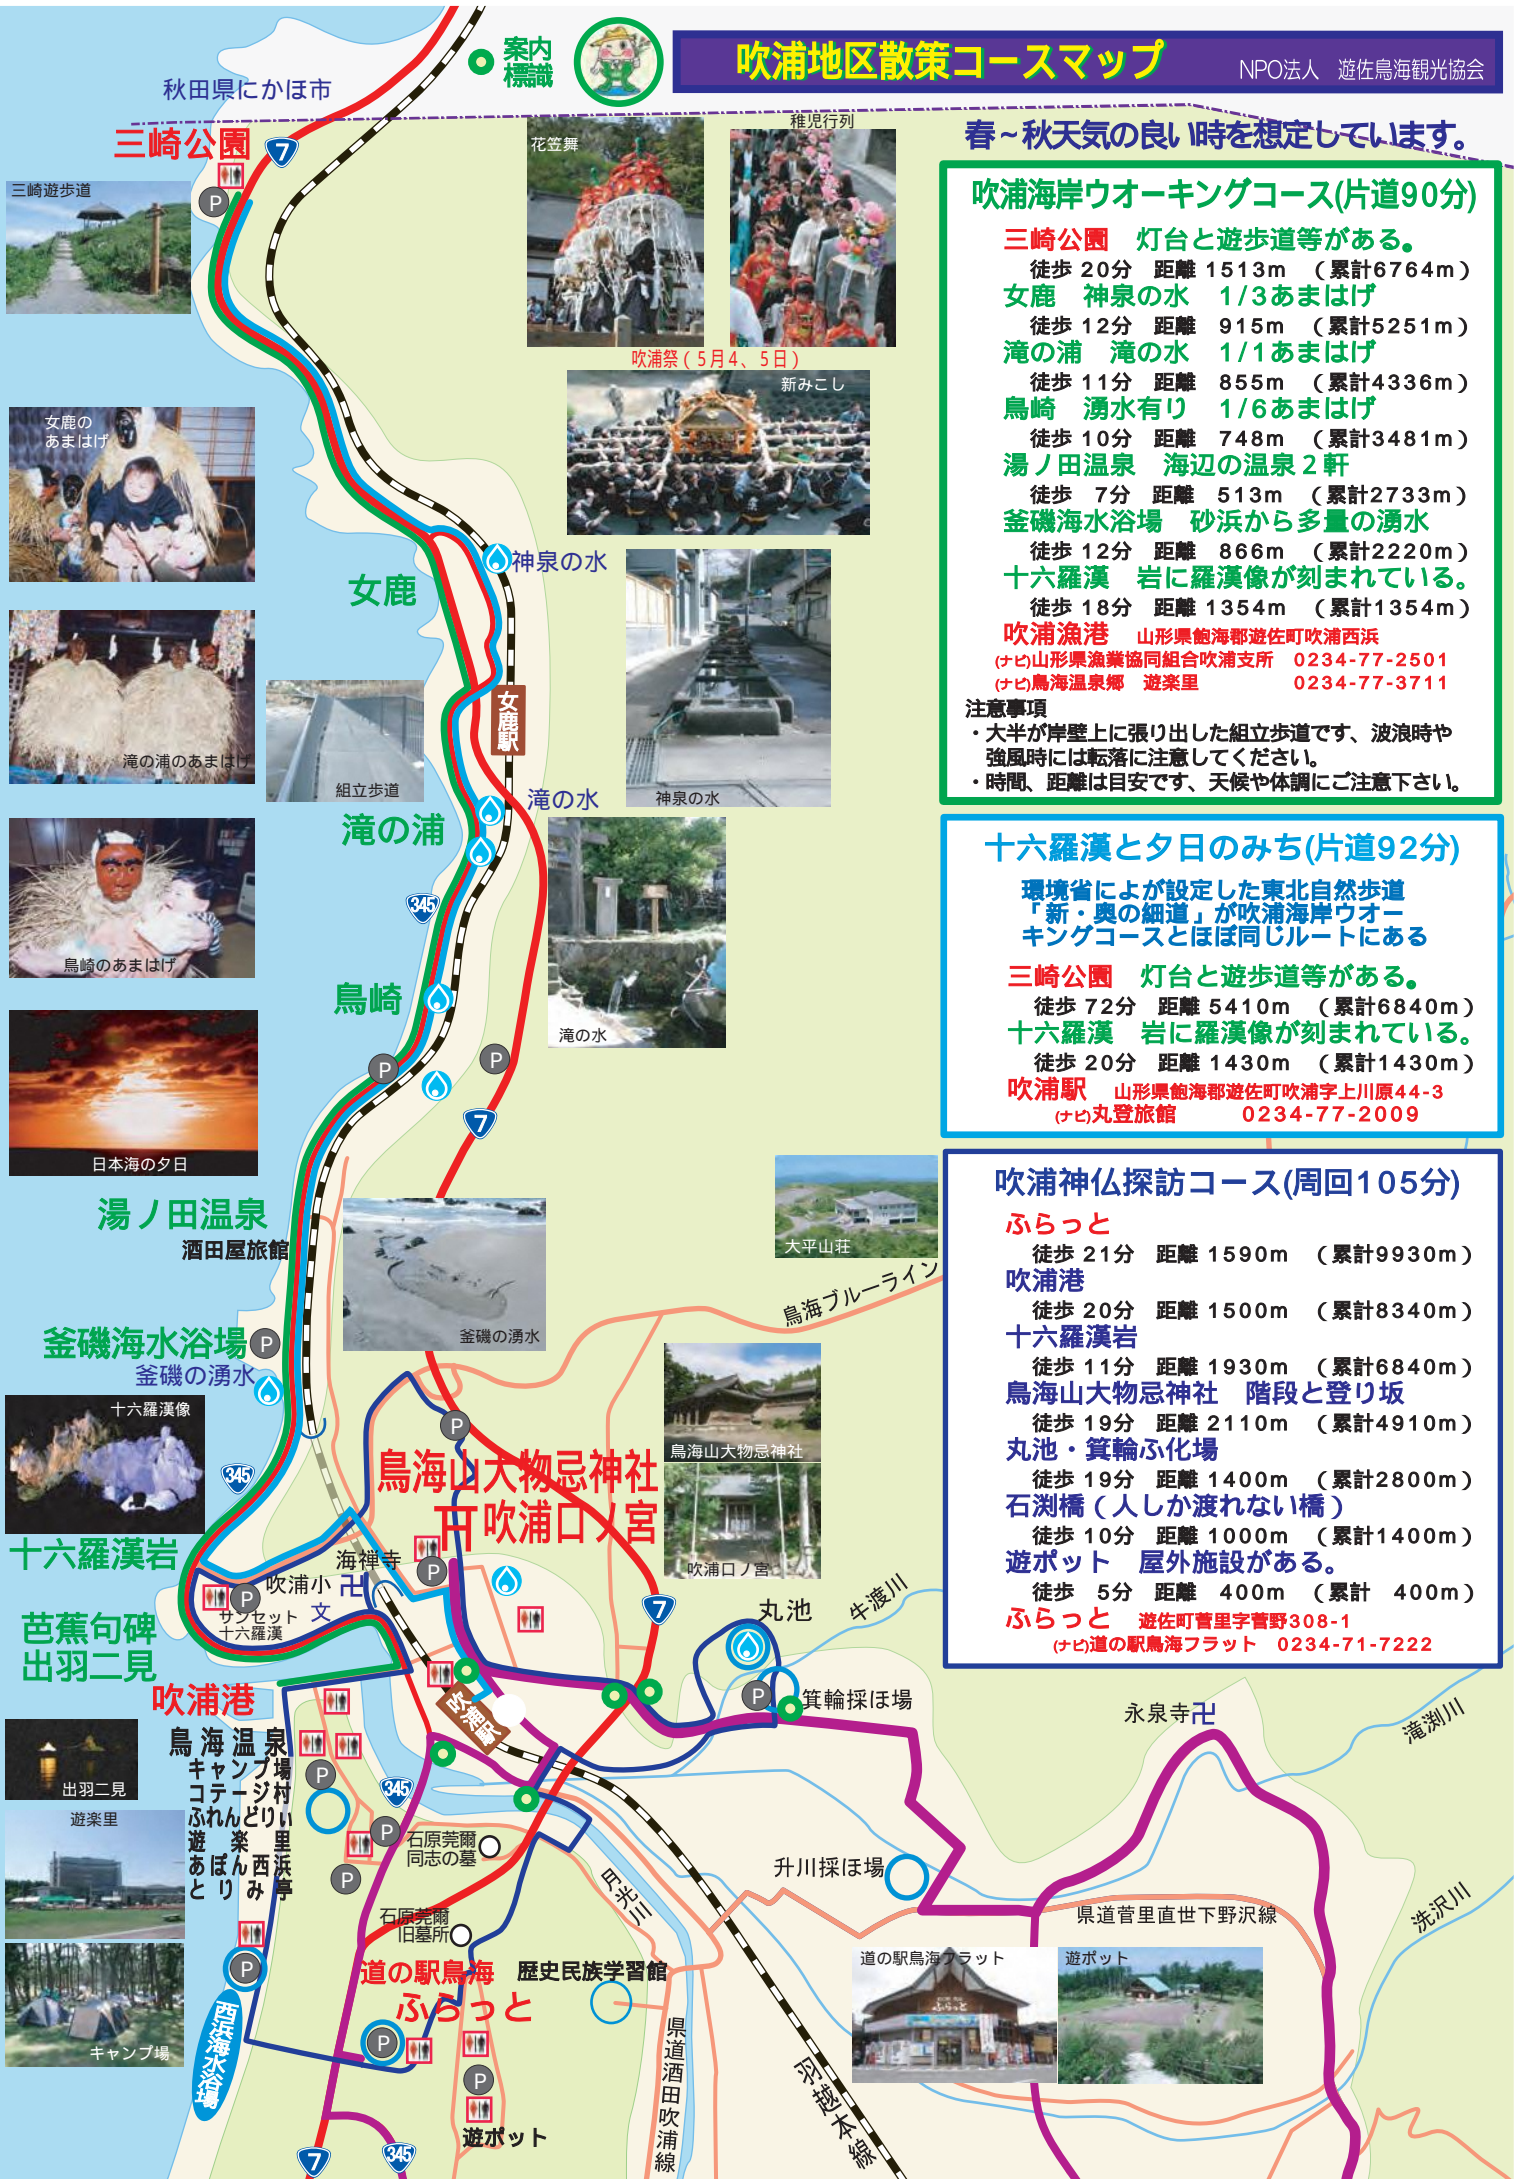 案内
標識
吹浦地区散策コースマップ
NPO法人　遊佐鳥海観光協会
秋田県にかほ市
三崎公園
7
P
三崎遊歩道
花笠舞
稚児行列
吹浦祭（5月4、5日）
新みこし
春～秋天気の良い時を想定しています。
吹浦海岸ウオーキングコース(片道90分)
三崎公園　灯台と遊歩道等がある。
徒歩 20分　距離 1513m　（累計6764m）
女鹿　神泉の水　1/3あまはげ
徒歩 12分　距離　915m　（累計5251m）
滝の浦　滝の水　1/1あまはげ
徒歩 11分　距離　855m　（累計4336m）
鳥崎　湧水有り　1/6あまはげ
徒歩 10分　距離　748m　（累計3481m）
湯ノ田温泉　海辺の温泉２軒
徒歩　7分　距離　513m　（累計2733m）
釜磯海水浴場　砂浜から多量の湧水
徒歩 12分　距離　866m　（累計2220m）
十六羅漢　岩に羅漢像が刻まれている。
徒歩 18分　距離 1354m　（累計1354m）
吹浦漁港　山形県飽海郡遊佐町吹浦西浜
(ナビ)山形県漁業協同組合吹浦支所　0234-77-2501
(ナビ)鳥海温泉郷　遊楽里　0234-77-3711
注意事項
・大半が岸壁上に張り出した組立歩道です、波浪時や
強風時には転落に注意してください。
・時間、距離は目安です、天候や体調にご注意下さい。
十六羅漢と夕日のみち(片道92分)
環境省によが設定した東北自然歩道
「新・奥の細道」が吹浦海岸ウオー
キングコースとほぼ同じルートにある
三崎公園　灯台と遊歩道等がある。
徒歩 72分　距離 5410m　（累計6840m）
十六羅漢　岩に羅漢像が刻まれている。
徒歩 20分　距離 1430m　（累計1430m）
吹浦駅　山形県飽海郡遊佐町吹浦字上川原44-3
(ナビ)丸登旅館　0234-77-2009
吹浦神仏探訪コース(周回105分)
ふらっと
徒歩 21分　距離 1590m　（累計9930m）
吹浦港
徒歩 20分　距離 1500m　（累計8340m）
十六羅漢岩
徒歩 11分　距離 1930m　（累計6840m）
鳥海山大物忌神社　階段と登り坂
徒歩 19分　距離 2110m　（累計4910m）
丸池・箕輪ふ化場
徒歩 19分　距離 1400m　（累計2800m）
石渕橋（人しか渡れない橋）
徒歩 10分　距離 1000m　（累計1400m）
遊ポット　屋外施設がある。
徒歩　5分　距離　400m　（累計　400m）
ふらっと　遊佐町菅里字菅野308-1
(ナビ)道の駅鳥海フラット　0234-71-7222
女鹿の
あまはげ
神泉の水
女鹿
女鹿駅
滝の浦のあまはげ
組立歩道
神泉の水
滝の水
滝の浦
345
鳥崎のあまはげ
鳥崎
滝の水
P
P
7
日本海の夕日
湯ノ田温泉
酒田屋旅館
大平山荘
鳥海ブルーライン
釜磯の湧水
釜磯海水浴場
P
釜磯の湧水
十六羅漢像
P
鳥海山大物忌神社
345
鳥海山大物忌神社
吹浦口ノ宮
吹浦口ノ宮
十六羅漢岩
海禅寺
卍
P
吹浦小
文
P
サンセット
十六羅漢
7
丸池
牛渡川
芭蕉句碑
出羽二見
吹浦港
吹浦駅
P
箕輪採ほ場
永泉寺卍
滝渕川
鳥海温泉
キャンプ場
コテージ村
ふれんどりぃ
遊楽里
あぽん西浜
とりみ亭
出羽二見
遊楽里
P
345
P
石原莞爾
同志の墓
P
月光川
升川採ほ場
石原莞爾
旧墓所
県道菅里直世下野沢線
洗沢川
道の駅鳥海
ふらっと
歴史民族学習館
P
P
道の駅鳥海フラット
ふらっと
遊ポット
キャンプ場
西浜海水浴場
P
遊ポット
県道酒田吹浦線
羽越本線
7
345